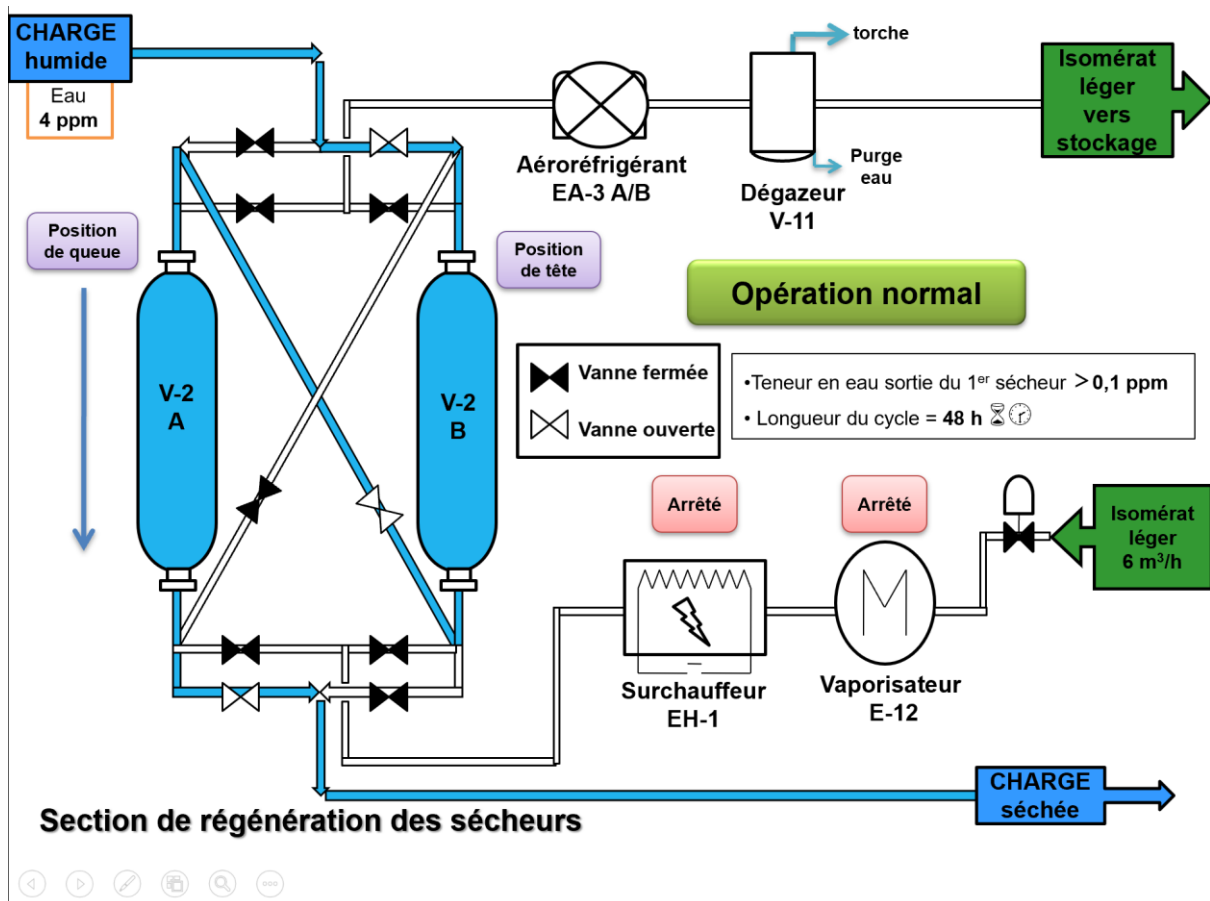 CHARGE
humide
Eau
4 ppm
torche
Isomérat
léger
vers
stockage
Aéroréfrigérant
EA-3 A/B
Purge
eau
Dégazeur
V-11
Position
de queue
Position
de tête
Opération normal
Vanne fermée
Vanne ouverte
•Teneur en eau sortie du 1er sécheur > 0,1 ppm
• Longueur du cycle = 48 h
V-2
A
V-2
B
Arrêté
Arrêté
Isomérat
léger
6 m³/h
Surchauffeur
EH-1
Vaporisateur
E-12
CHARGE
séchée
Section de régénération des sécheurs